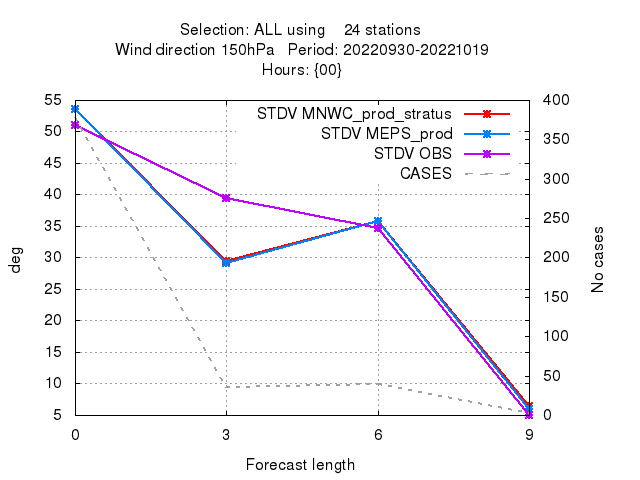 Selection: ALL using    24 stations
Wind direction 150hPa   Period: 20220930-20221019
Hours: {00}
STDV MNWC_prod_stratus
STDV MEPS_prod
STDV OBS
CASES
55
50
45
40
35
30
25
20
15
10
5
400
350
300
250
200
150
100
50
0
deg
No cases
0 3 6 9
Forecast length